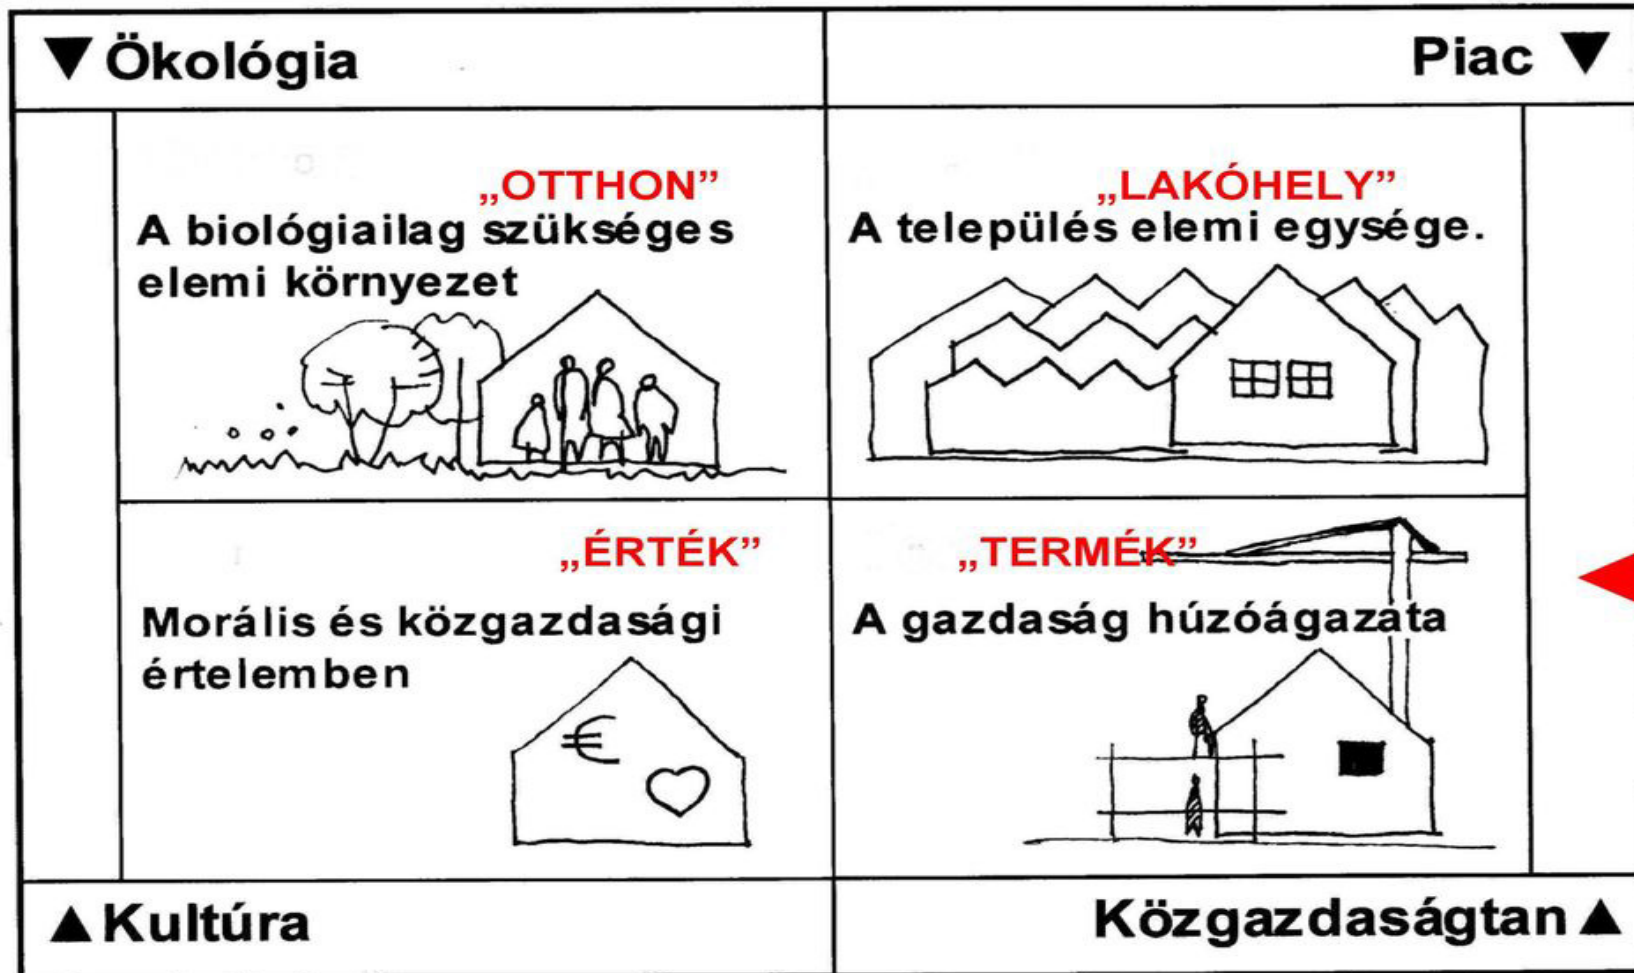 ▼ Ökológia
Piac ▼
„OTTHON”
A biológiailag szükséges
elemi környezet
„LAKÓHELY”
A település elemi egysége.
„ÉRTÉK”
Morális és közgazdasági
értelemben
€
„TERMÉK”
A gazdaság húzóágazata
▲ Kultúra
Közgazdaságtan ▲